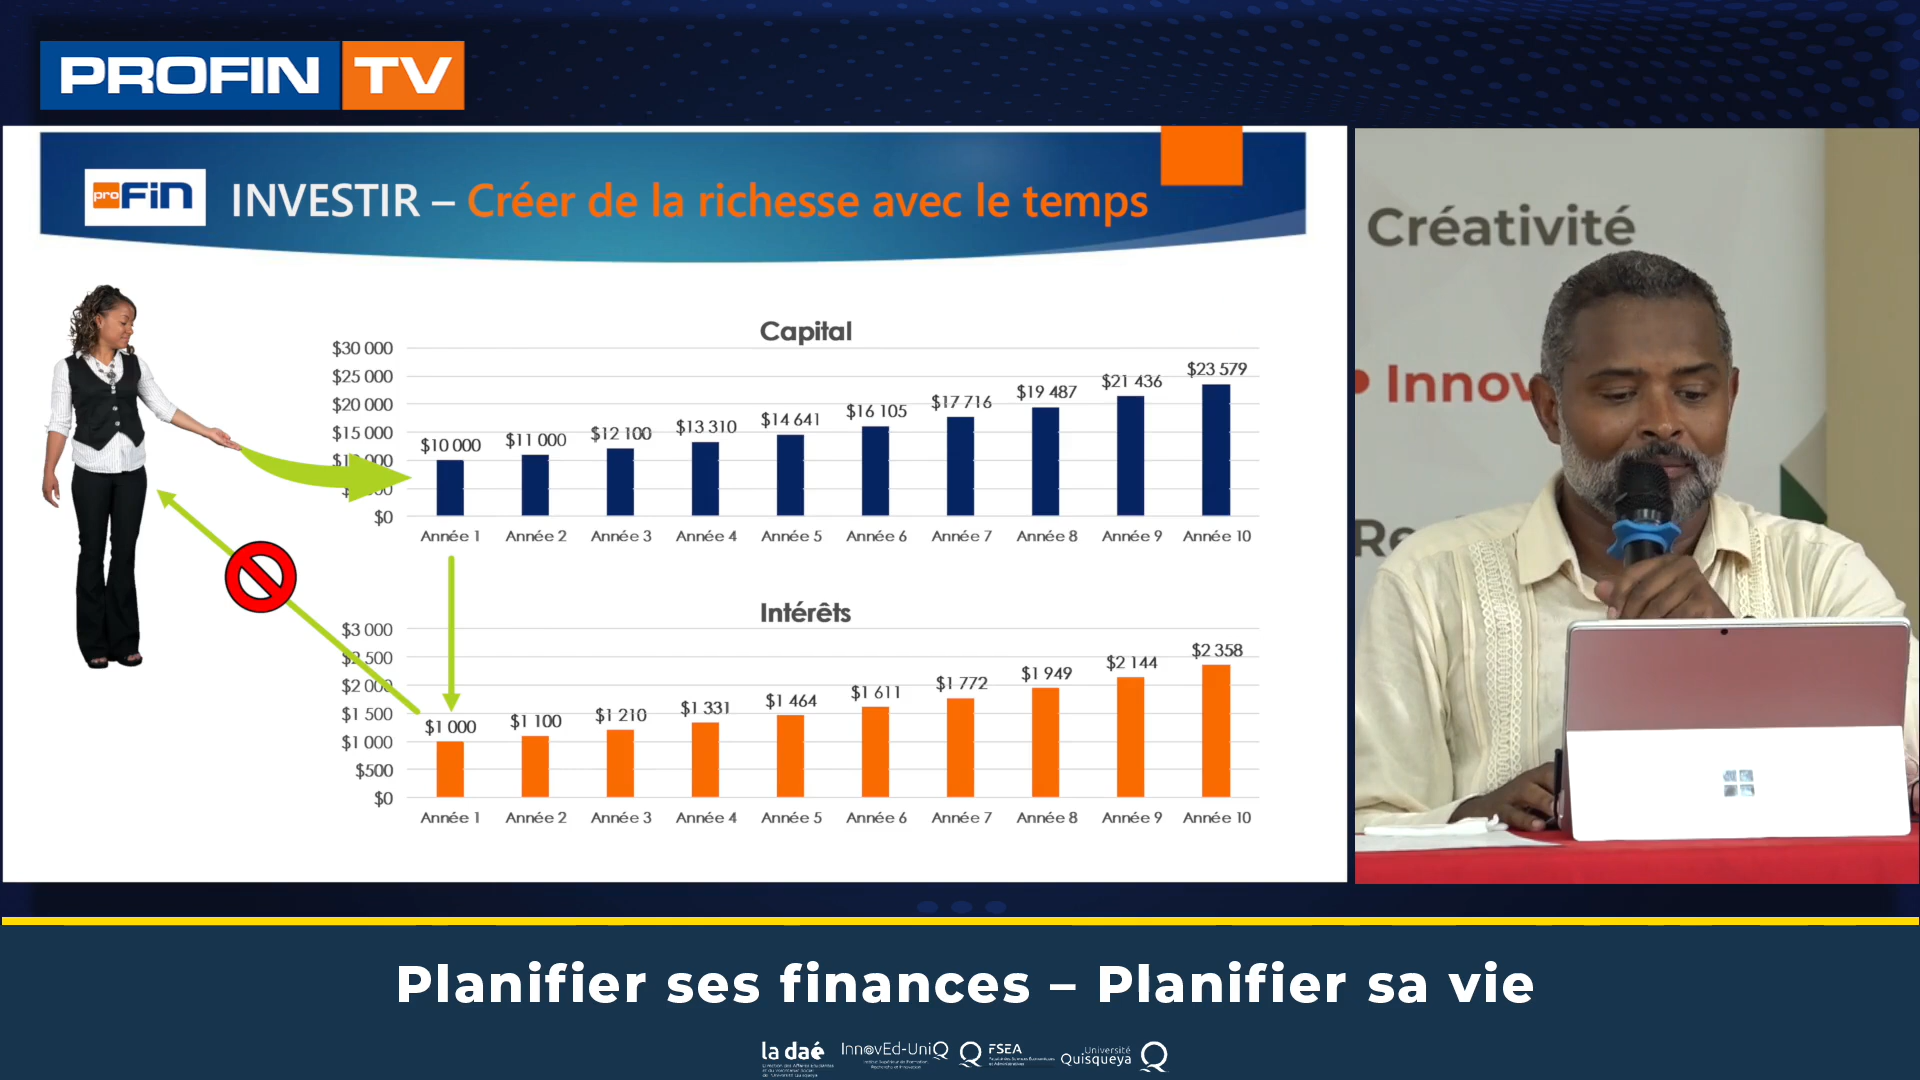 PROFIN TV
proFin INVESTIR – Créer de la richesse avec le temps
Capital
$30 000
$25 000
$20 000
$15 000
$0
$10 000 $11 000 $12 100 $13 310 $14 641 $16 105 $17 716 $19 487 $21 436 $23 579
Année 1 Année 2 Année 3 Année 4 Année 5 Année 6 Année 7 Année 8 Année 9 Année 10
Intérêts
$3 000
$2 500
$2 000
$1 500
$1 000
$500
$0
$1 000 $1 100 $1 210 $1 331 $1 464 $1 611 $1 772 $1 949 $2 144 $2 358
Année 1 Année 2 Année 3 Année 4 Année 5 Année 6 Année 7 Année 8 Année 9 Année 10
Créativité
Innov
Re
Planifier ses finances – Planifier sa vie
la daé
InnovEd-UniQ
FSEA
Université
Quisqueya